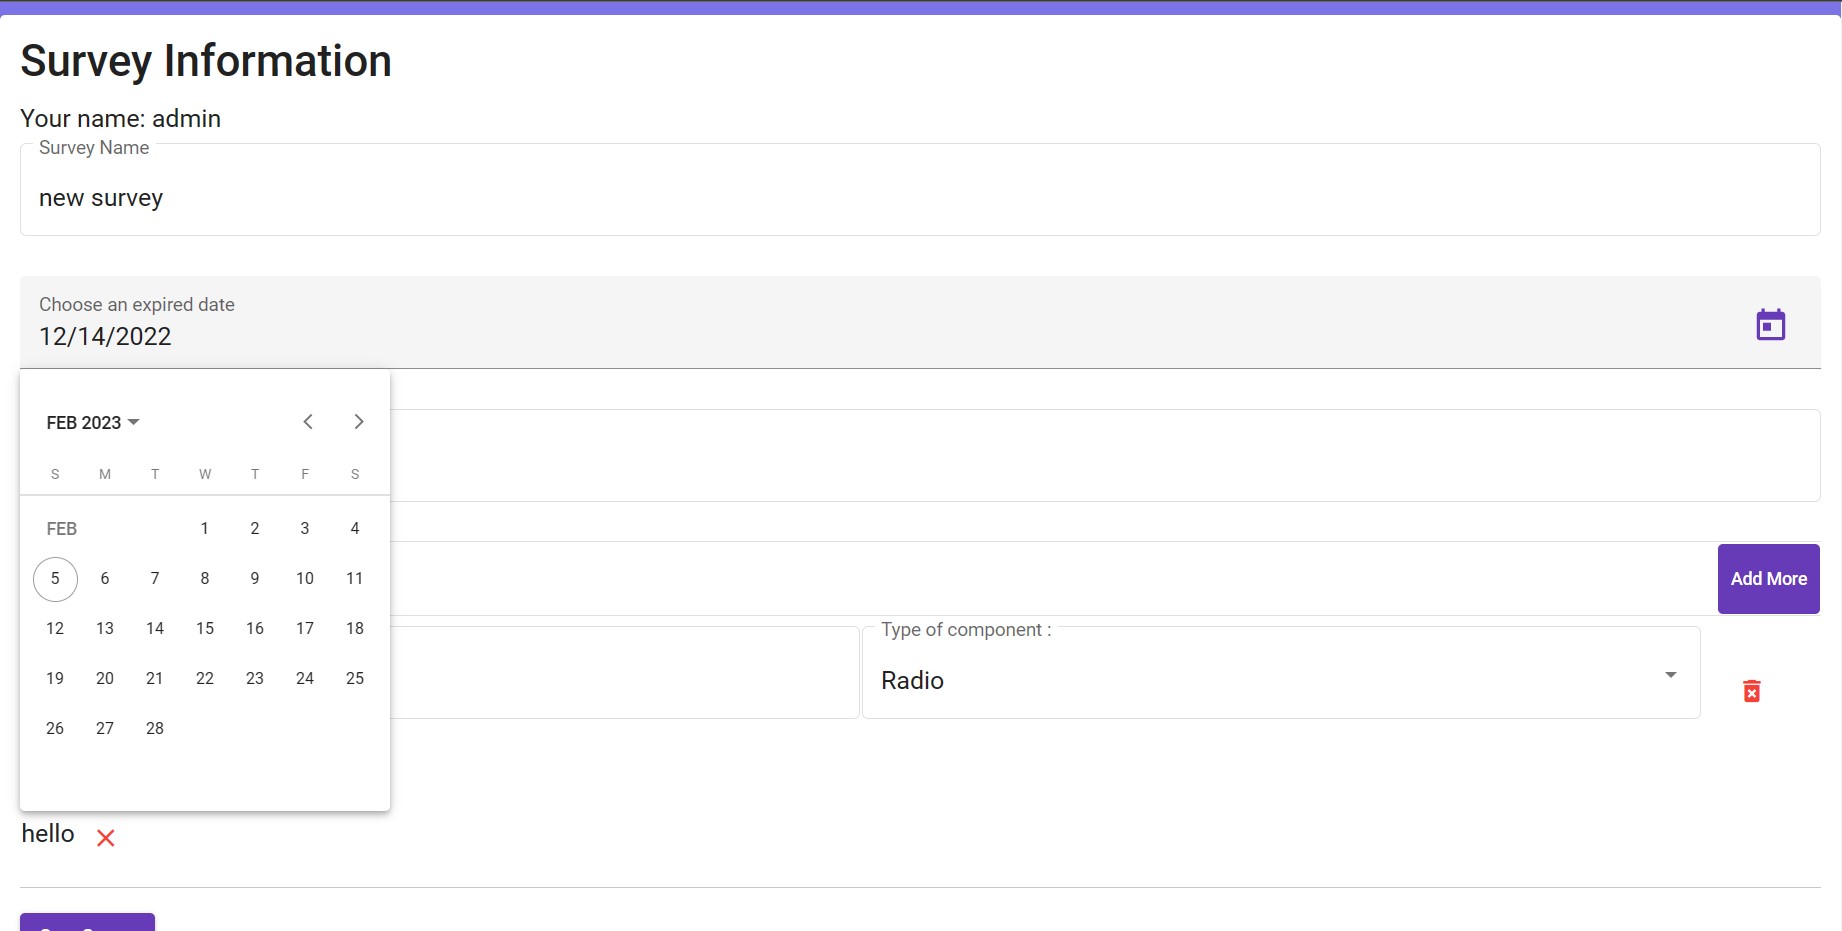 Survey Information
Your name: admin
Survey Name
new survey
Choose an expired date
12/14/2022
FEB 2023
S M T W T F S
FEB 1 2 3 4
5 6 7 8 9 10 11
12 13 14 15 16 17 18
19 20 21 22 23 24 25
26 27 28
Add More
Type of component :
Radio
hello